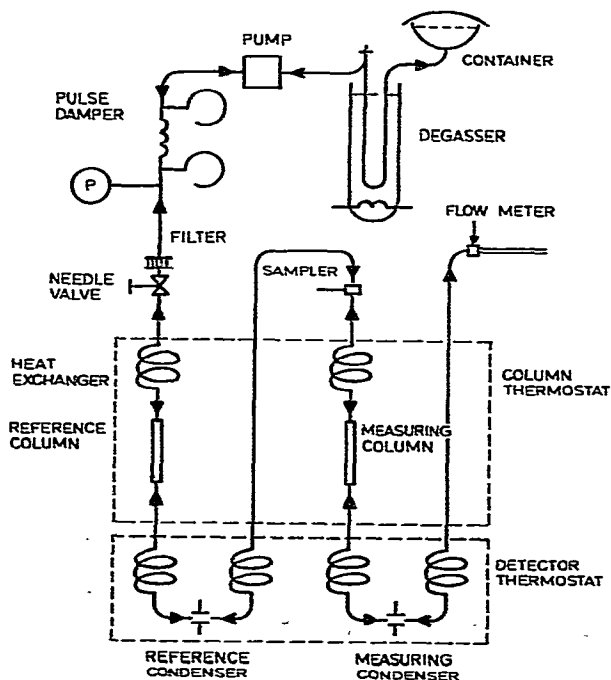 PUMP
CONTAINER
PULSE
DAMPER
DEGASSER
P
FLOW METER
FILTER
SAMPLER
NEEDLE
VALVE
HEAT
EXCHANGER
COLUMN
THERMOSTAT
REFERENCE
COLUMN
MEASURING
COLUMN
DETECTOR
THERMOSTAT
REFERENCE
CONDENSER
MEASURING
CONDENSER